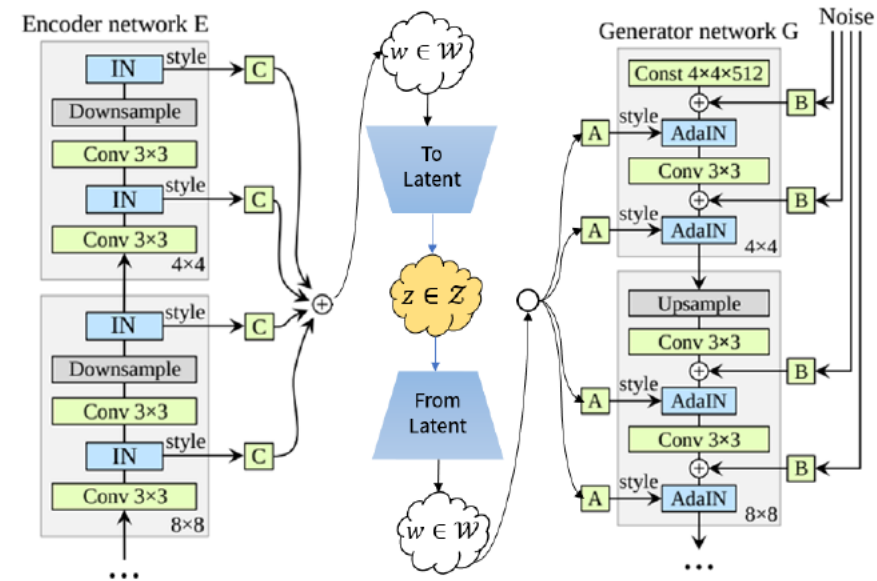 Encoder network E
IN
style
C
Downsample
Conv 3×3
IN
style
C
Conv 3×3
4×4
IN
style
C
Downsample
Conv 3×3
IN
style
C
Conv 3×3
8×8
...
+
w ∈ 𝒲
To
Latent
z ∈ 𝒵
From
Latent
w ∈ 𝒲
Generator network G
Noise
Const 4×4×512
+
B
A
style
AdaIN
Conv 3×3
+
B
A
style
AdaIN
4×4
Upsample
Conv 3×3
+
B
A
style
AdaIN
Conv 3×3
+
B
A
style
AdaIN
8×8
...